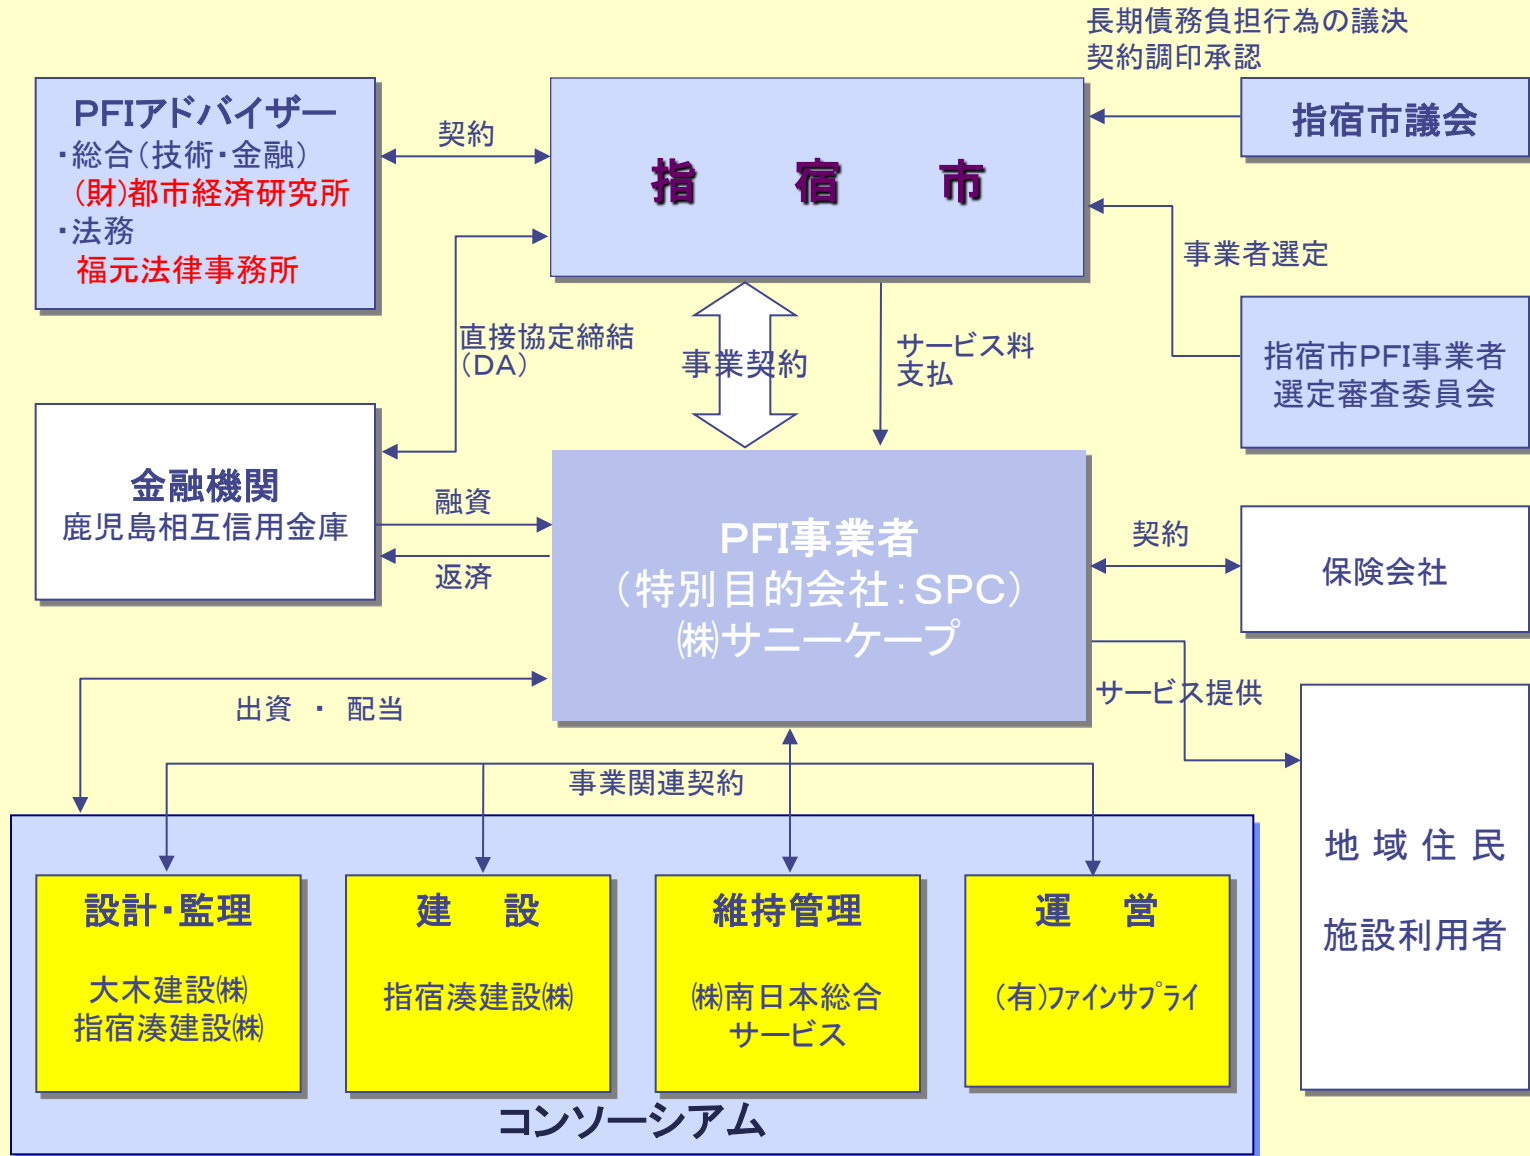 長期債務負担行為の議決
契約調印承認
PFIアドバイザー
・総合（技術・金融）
（財）都市経済研究所
・法務
福元法律事務所
契約
指　宿　市
指宿市議会
事業者選定
指宿市PFI事業者
選定審査委員会
直接協定締結
（DA）
事業契約
サービス料
支払
金融機関
鹿児島相互信用金庫
融資
返済
PFI事業者
（特別目的会社：SPC）
㈱サニーケープ
契約
保険会社
サービス提供
出資 ・ 配当
事業関連契約
地 域 住 民
施設利用者
設計・監理
大木建設㈱
指宿湊建設㈱
建　設
指宿湊建設㈱
維持管理
㈱南日本総合
サービス
運　営
（有）ファインサプライ
コンソーシアム